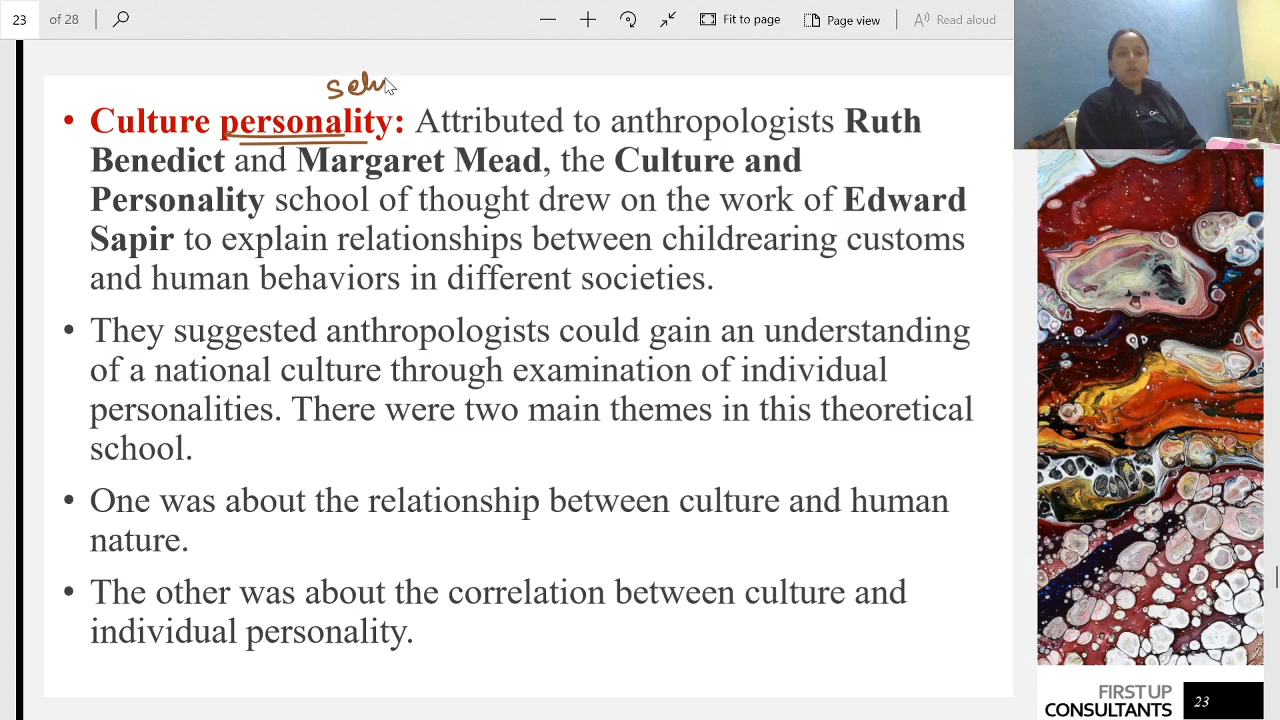 23 of 28
Fit to page
Page view
Read aloud
• Culture personality: Attributed to anthropologists Ruth
Benedict and Margaret Mead, the Culture and
Personality school of thought drew on the work of Edward
Sapir to explain relationships between childrearing customs
and human behaviors in different societies.
• They suggested anthropologists could gain an understanding
of a national culture through examination of individual
personalities. There were two main themes in this theoretical
school.
• One was about the relationship between culture and human
nature.
• The other was about the correlation between culture and
individual personality.
FIRST UP
CONSULTANTS
23